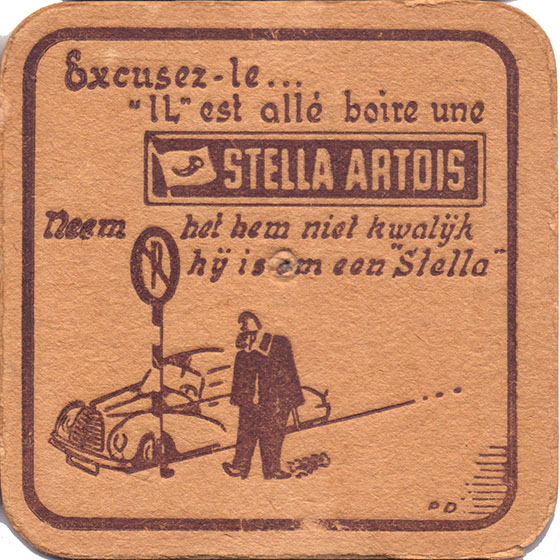 Excusez-le...
"IL" est allé boire une
STELLA ARTOIS
Neem het hem niet kwalijk
hij is om een "Stella"
PD